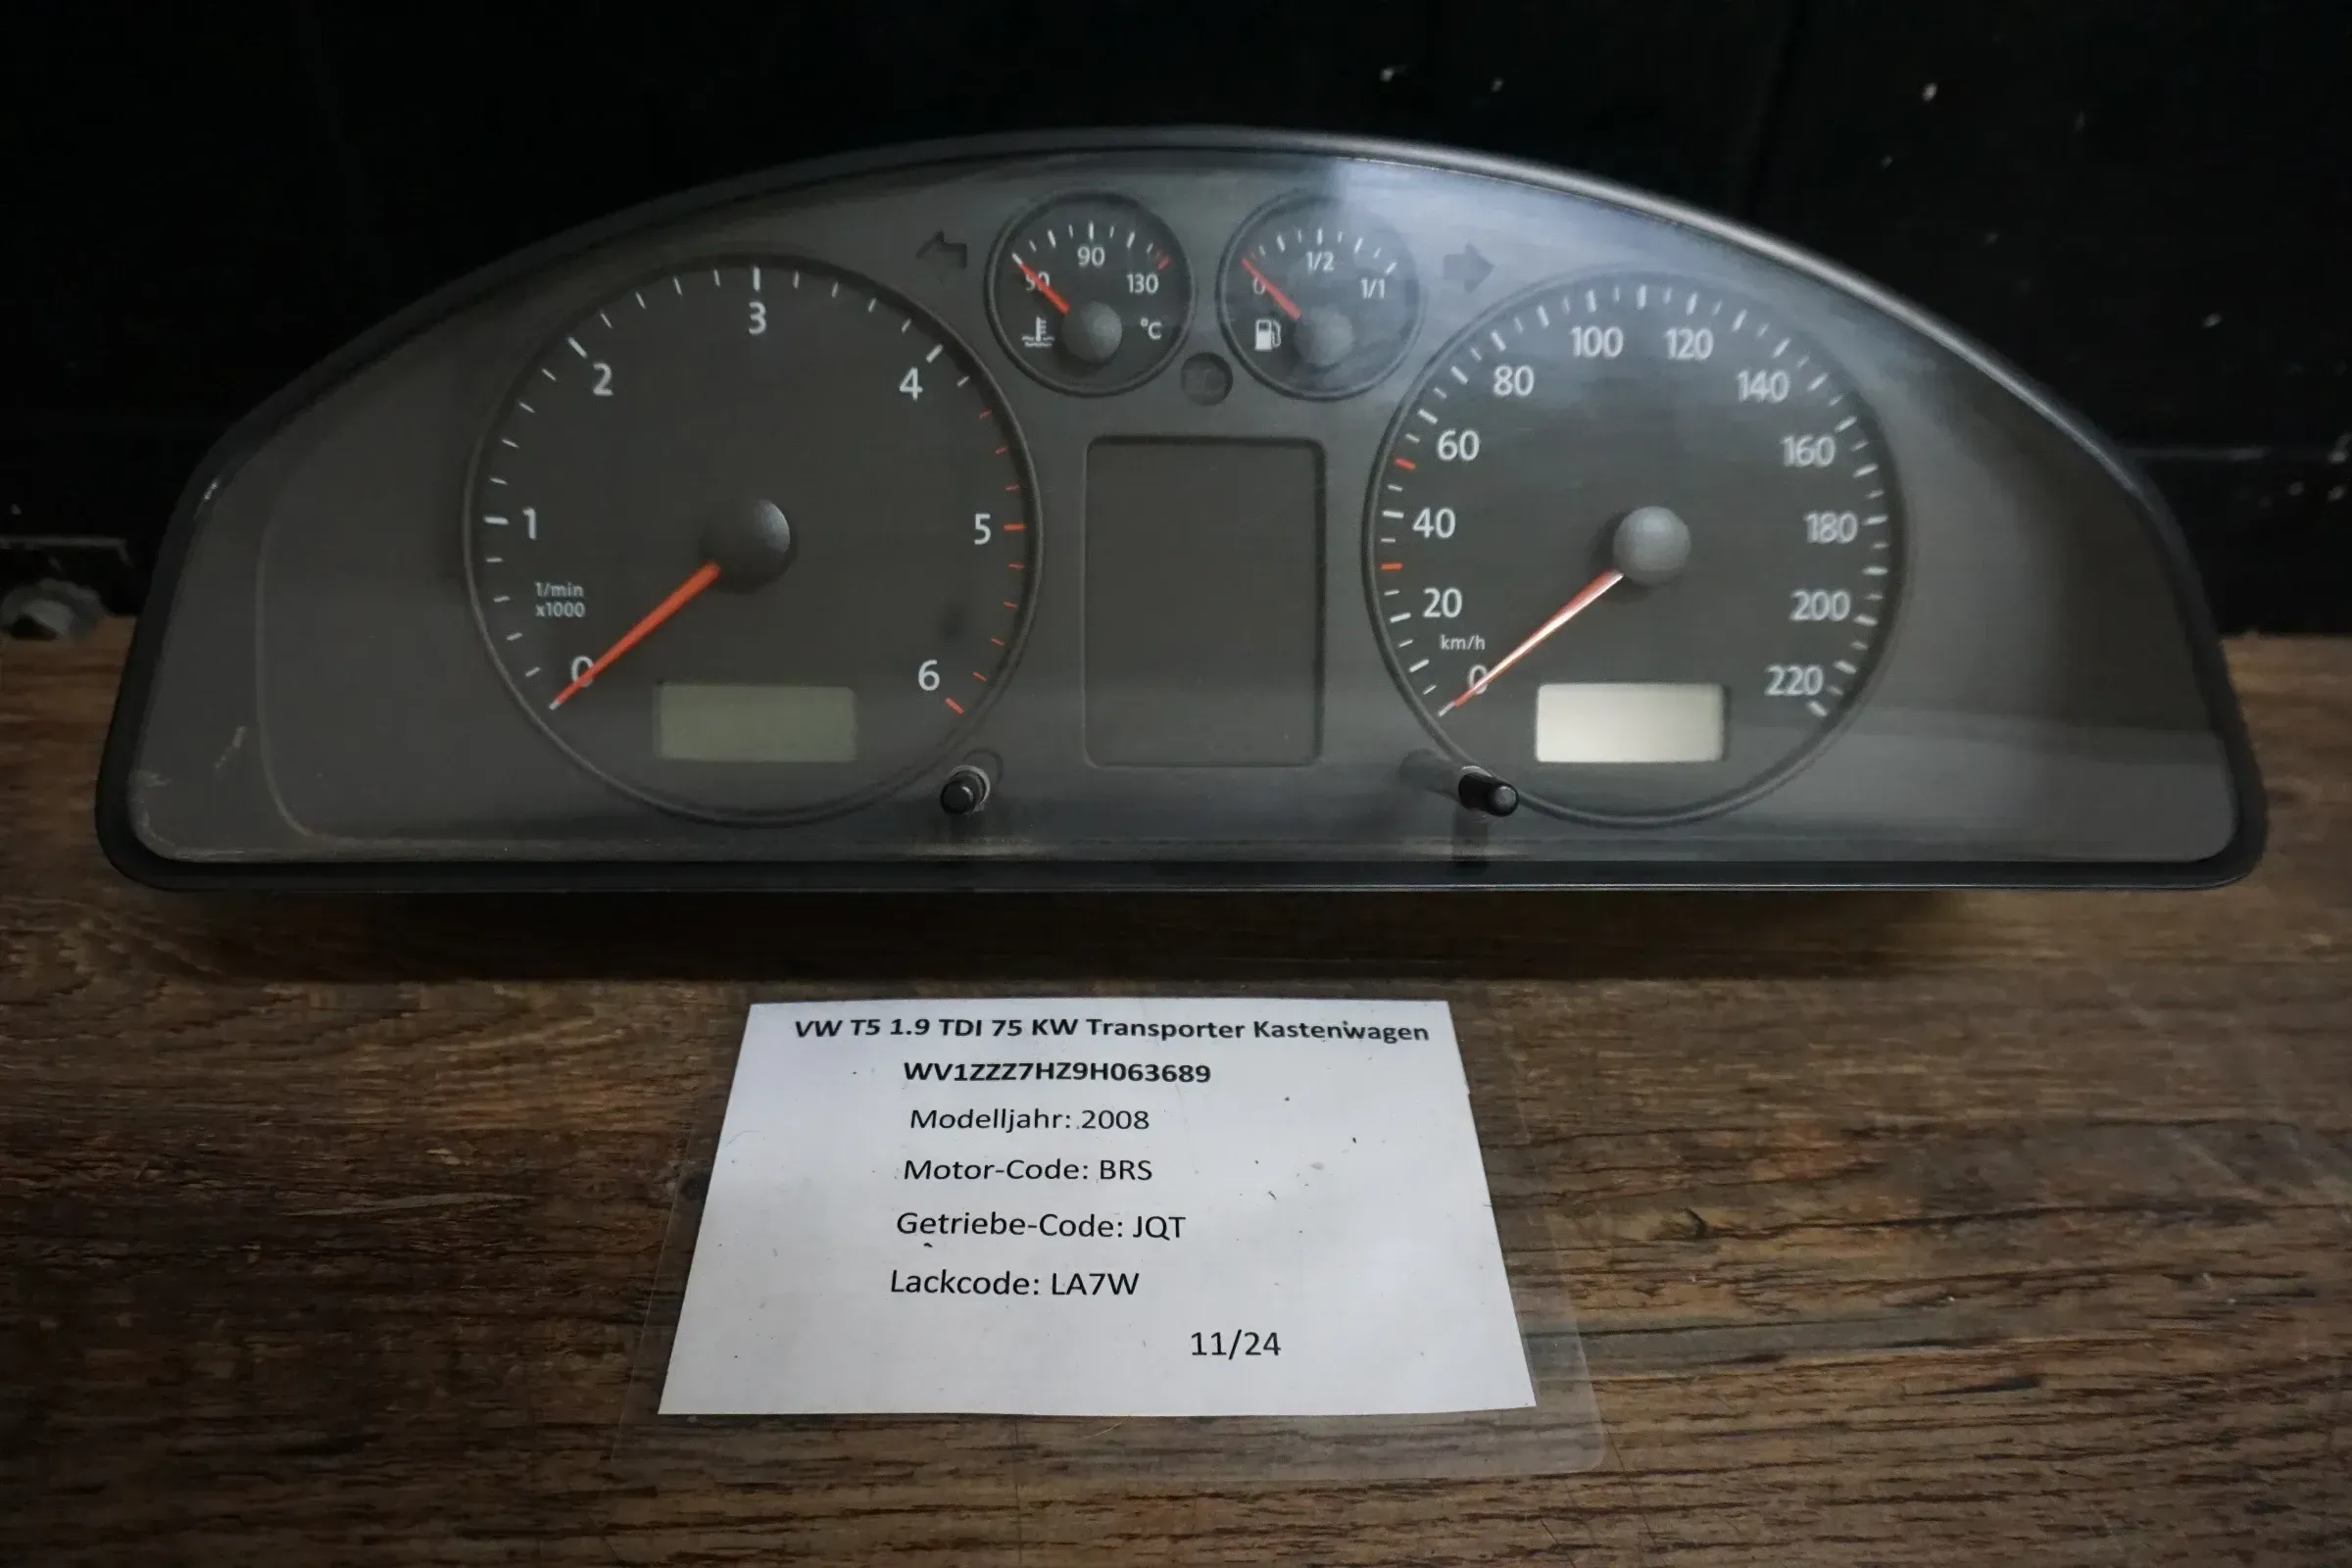 90
1/2
50
130
0
1/1
°C
3
2
4
1
5
1/min
x1000
0
6
100
120
80
140
60
160
40
180
20
200
km/h
0
220
VW T5 1.9 TDI 75 KW Transporter Kastenwagen
WV1ZZZ7HZ9H063689
Modelljahr: 2008
Motor-Code: BRS
Getriebe-Code: JQT
Lackcode: LA7W
11/24